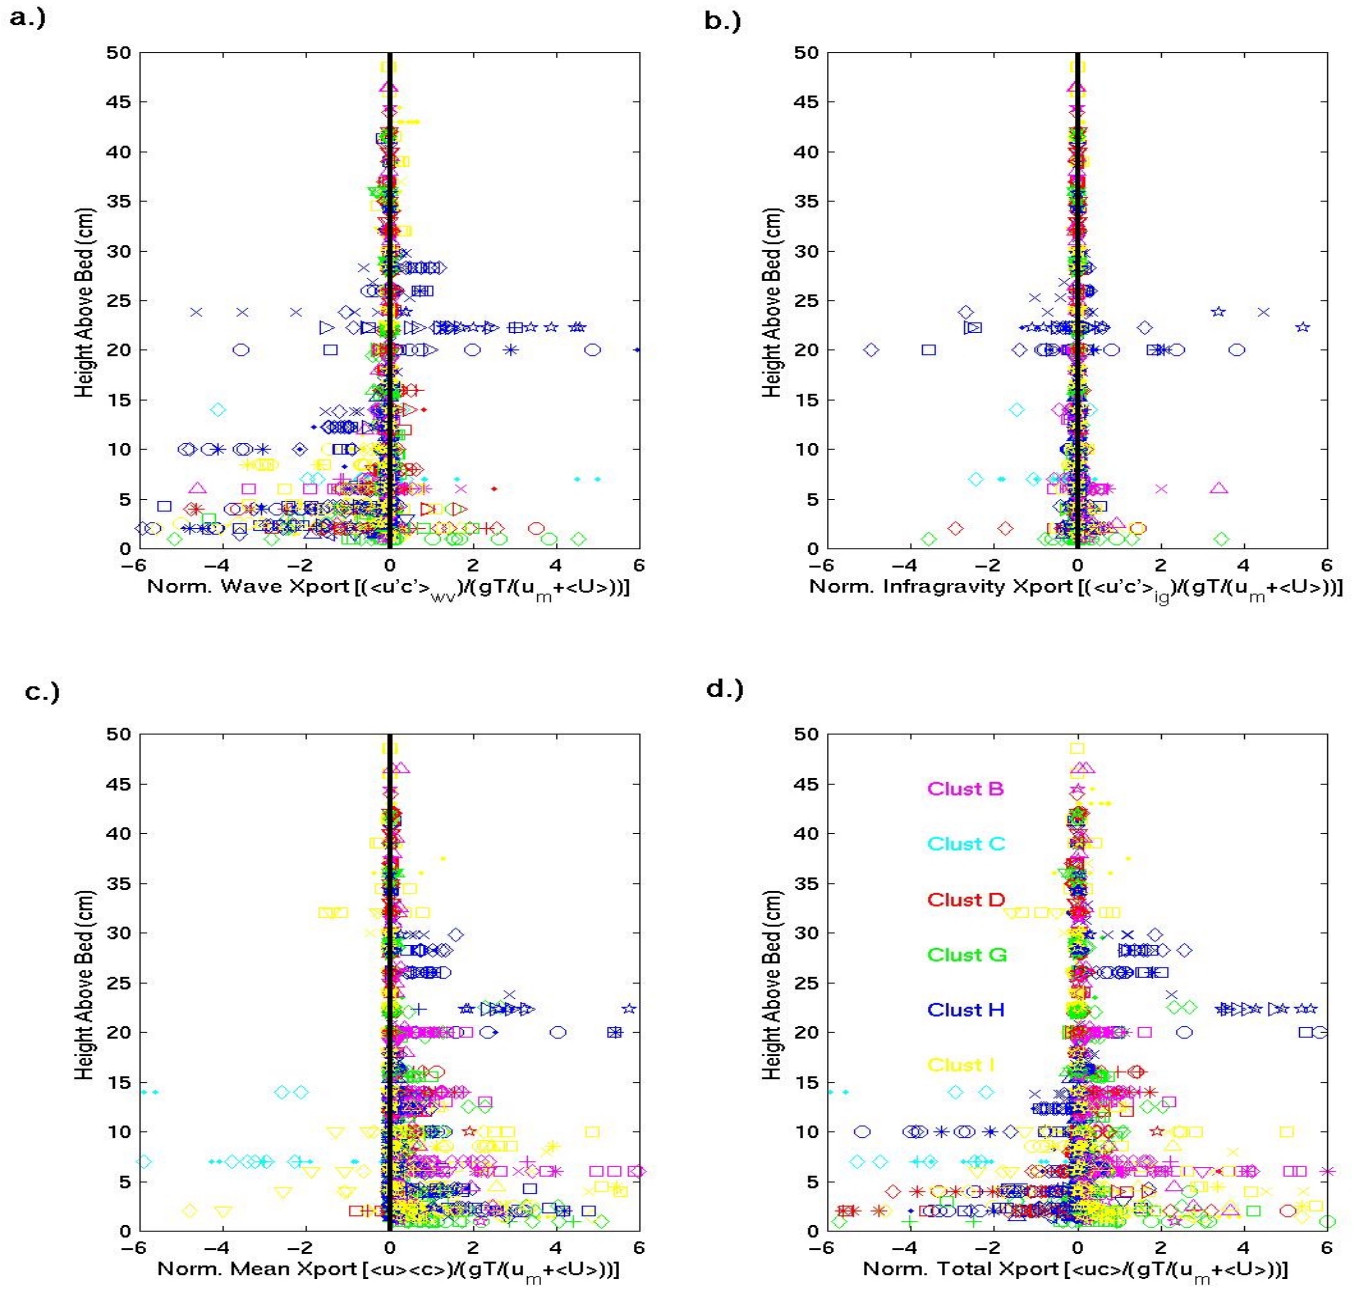 a.)
b.)
50
45
40
35
30
25
20
15
10
5
0
Height Above Bed (cm)
−6 −4 −2 0 2 4 6
Norm. Wave Xport [(<u'c'>wv)/(gT/(um+<U>))]
50
45
40
35
30
25
20
15
10
5
0
Height Above Bed (cm)
−6 −4 −2 0 2 4 6
Norm. Infragravity Xport [(<u'c'>ig)/(gT/(um+<U>))]
c.)
d.)
50
45
40
35
30
25
20
15
10
5
0
Height Above Bed (cm)
−6 −4 −2 0 2 4 6
Norm. Mean Xport [<u><c>)/(gT/(um+<U>))]
50
45
40
35
30
25
20
15
10
5
0
Height Above Bed (cm)
Clust B
Clust C
Clust D
Clust G
Clust H
Clust I
−6 −4 −2 0 2 4 6
Norm. Total Xport [<uc>/(gT/(um+<U>))]